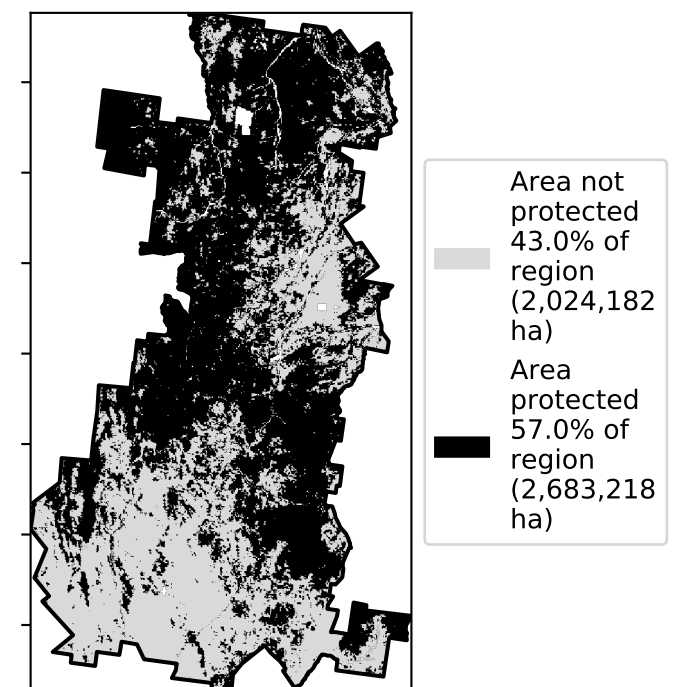 Area not
protected
43.0% of
region
(2,024,182
ha)
Area
protected
57.0% of
region
(2,683,218
ha)